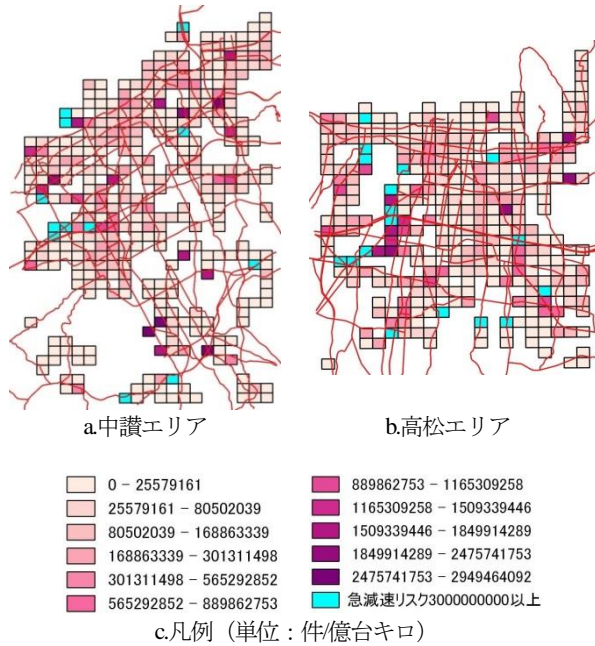 a.中讃エリア
b.高松エリア
0 - 25579161
25579161 - 80502039
80502039 - 168863339
168863339 - 301311498
301311498 - 565292852
565292852 - 889862753
889862753 - 1165309258
1165309258 - 1509339446
1509339446 - 1849914289
1849914289 - 2475741753
2475741753 - 2949464092
急減速リスク3000000000以上
c.凡例（単位：件/億台キロ）